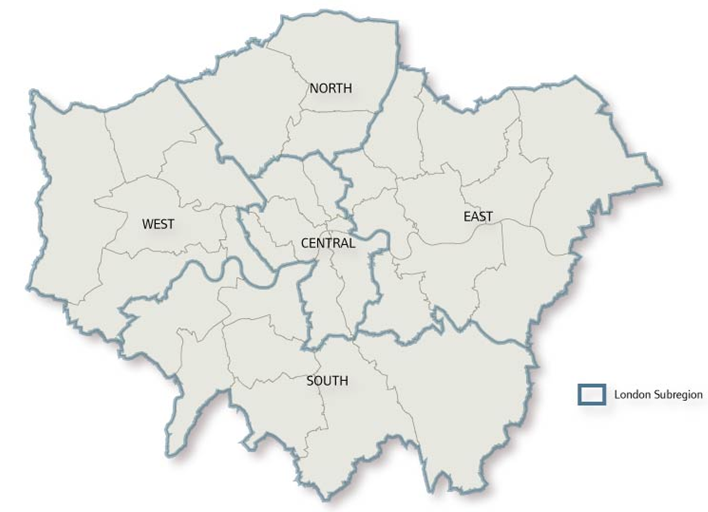 NORTH
WEST
EAST
CENTRAL
SOUTH
London Subregion